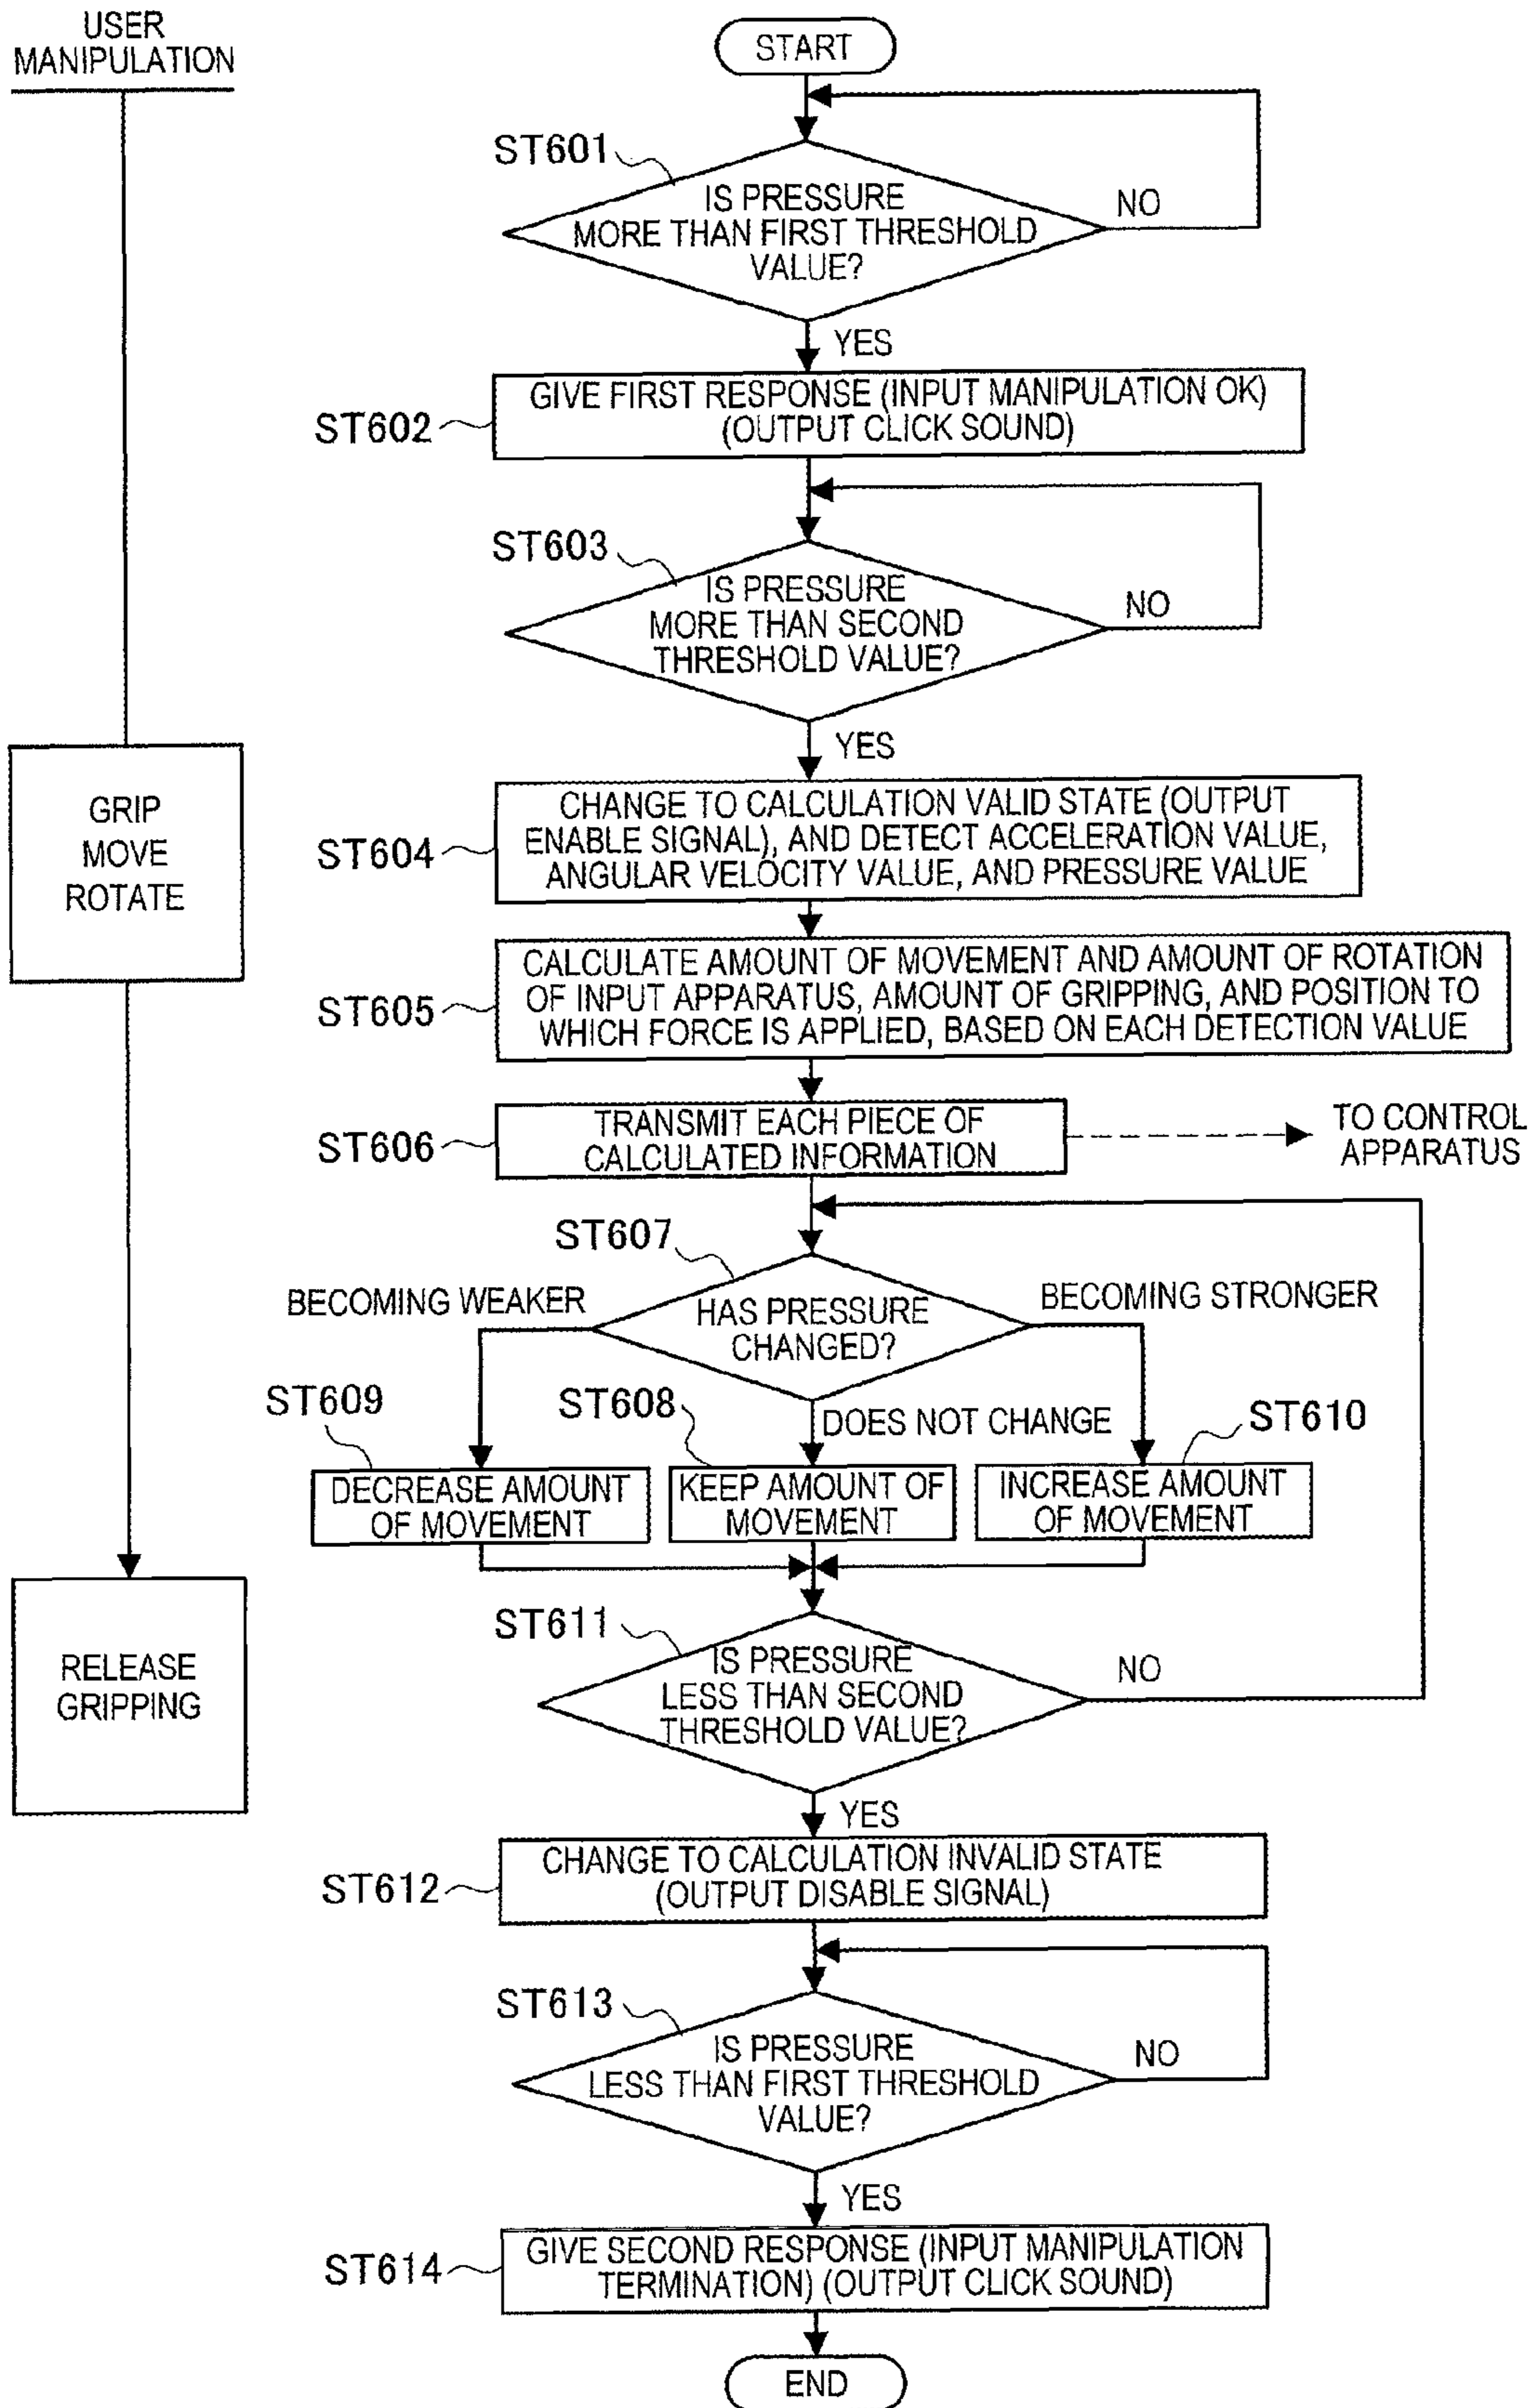 USER
MANIPULATION
START
ST601
IS PRESSURE
MORE THAN FIRST THRESHOLD
VALUE?
NO
YES
ST602
GIVE FIRST RESPONSE (INPUT MANIPULATION OK)
(OUTPUT CLICK SOUND)
ST603
IS PRESSURE
MORE THAN SECOND
THRESHOLD VALUE?
NO
YES
GRIP
MOVE
ROTATE
ST604
CHANGE TO CALCULATION VALID STATE (OUTPUT
ENABLE SIGNAL), AND DETECT ACCELERATION VALUE,
ANGULAR VELOCITY VALUE, AND PRESSURE VALUE
ST605
CALCULATE AMOUNT OF MOVEMENT AND AMOUNT OF ROTATION
OF INPUT APPARATUS, AMOUNT OF GRIPPING, AND POSITION TO
WHICH FORCE IS APPLIED, BASED ON EACH DETECTION VALUE
ST606
TRANSMIT EACH PIECE OF
CALCULATED INFORMATION
TO CONTROL
APPARATUS
ST607
HAS PRESSURE
CHANGED?
BECOMING WEAKER
BECOMING STRONGER
DOES NOT CHANGE
ST609
DECREASE AMOUNT
OF MOVEMENT
ST608
KEEP AMOUNT OF
MOVEMENT
ST610
INCREASE AMOUNT
OF MOVEMENT
RELEASE
GRIPPING
ST611
IS PRESSURE
LESS THAN SECOND
THRESHOLD VALUE?
NO
YES
ST612
CHANGE TO CALCULATION INVALID STATE
(OUTPUT DISABLE SIGNAL)
ST613
IS PRESSURE
LESS THAN FIRST THRESHOLD
VALUE?
NO
YES
ST614
GIVE SECOND RESPONSE (INPUT MANIPULATION
TERMINATION) (OUTPUT CLICK SOUND)
END